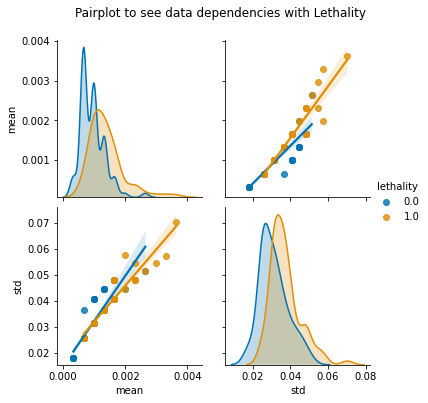 Pairplot to see data dependencies with Lethality
0.004
0.003
0.002
0.001
mean
lethality
0.0
1.0
0.07
0.06
0.05
0.04
0.03
0.02
std
0.000 0.002 0.004
mean
0.02 0.04 0.06 0.08
std